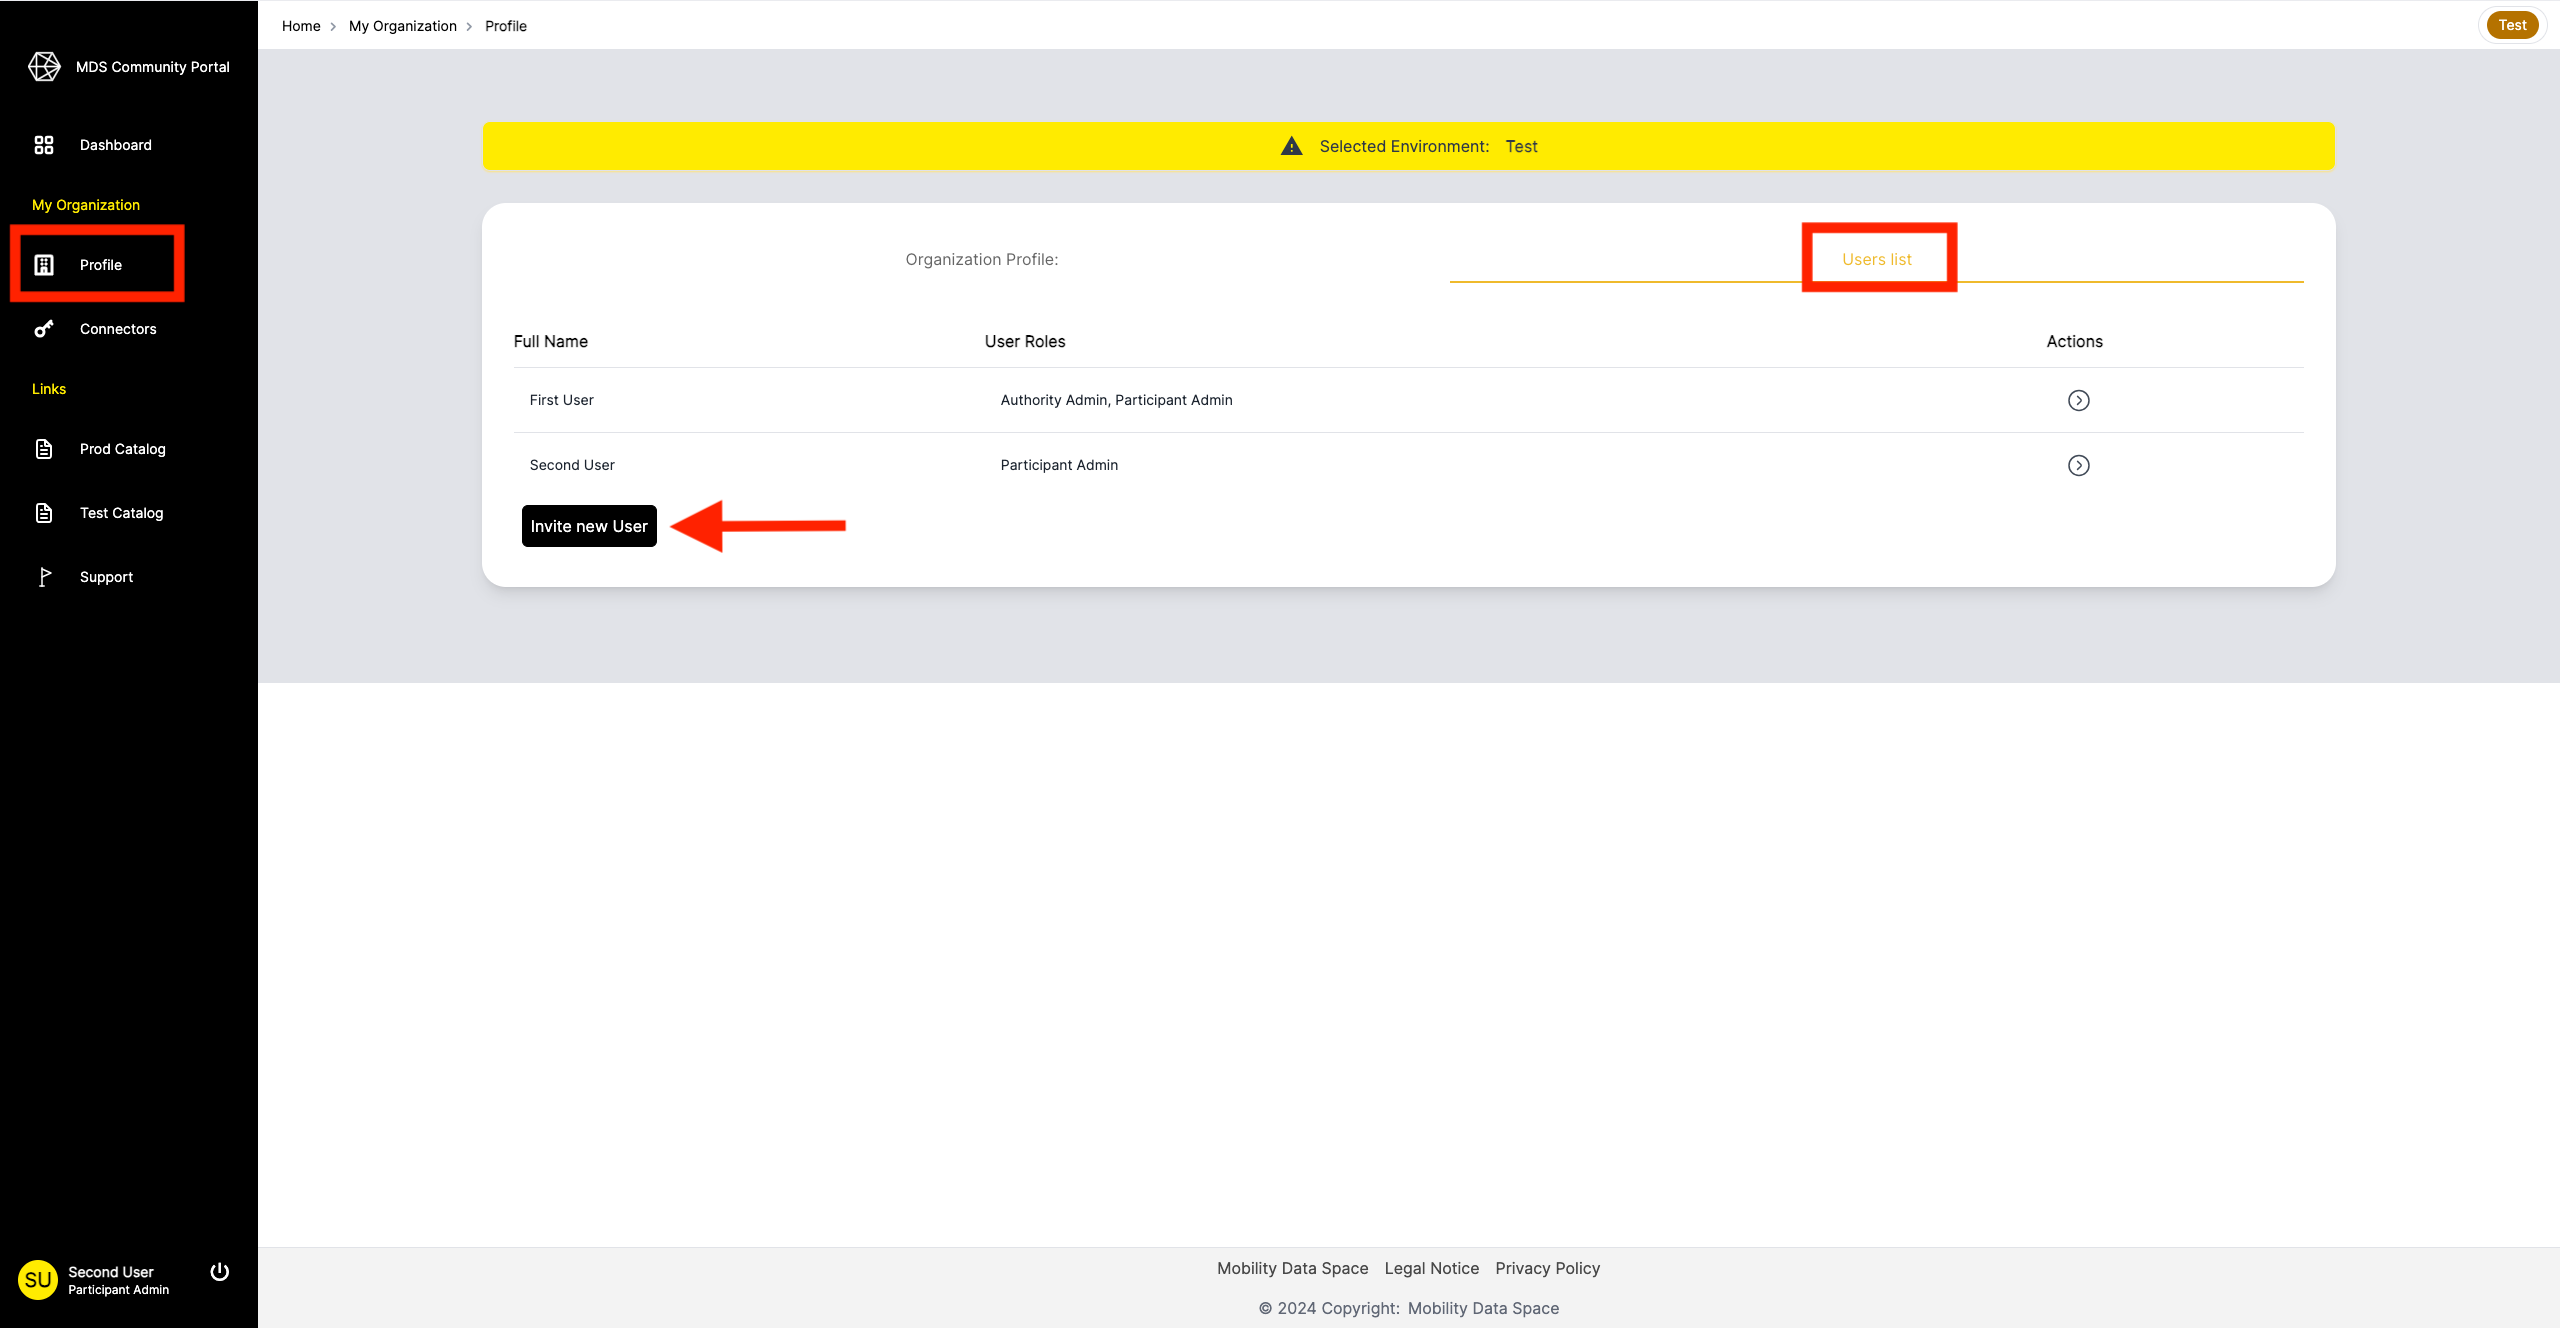 MDS Community Portal
Dashboard
My Organization
Profile
Connectors
Links
Prod Catalog
Test Catalog
Support
SU
Second User
Participant Admin
Home > My Organization > Profile
Test
Selected Environment: Test
Organization Profile:
Users list
Full Name User Roles Actions
First User Authority Admin, Participant Admin
Second User Participant Admin
Invite new User
Mobility Data Space Legal Notice Privacy Policy
© 2024 Copyright: Mobility Data Space